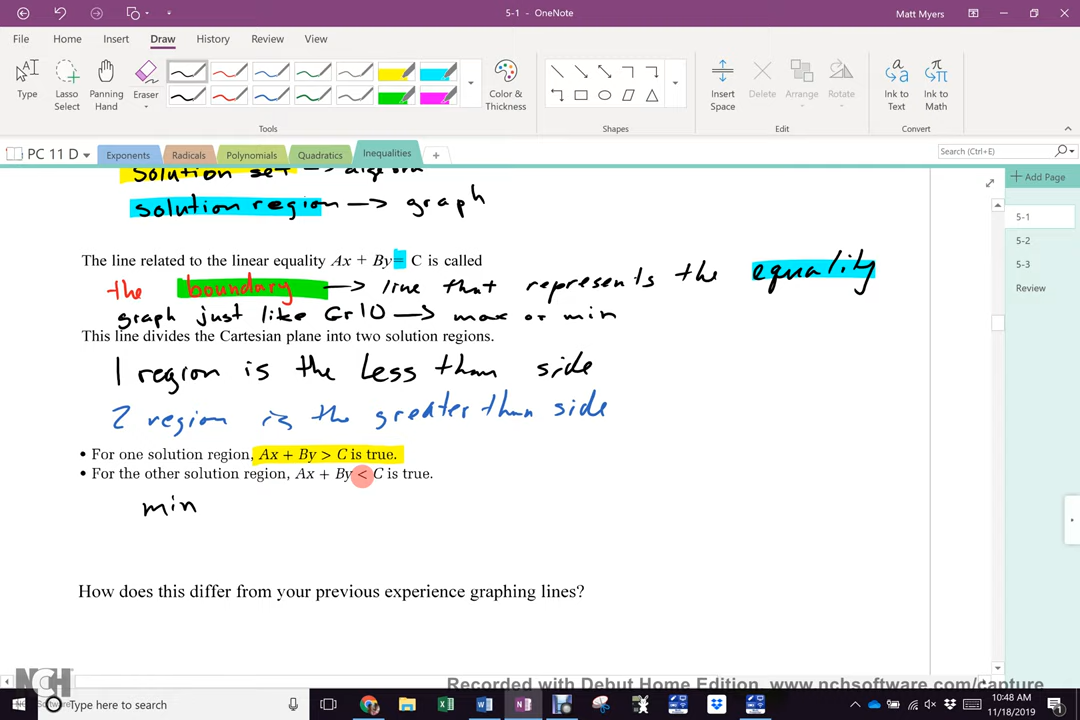 5-1 - OneNote
Matt Myers
File Home Insert Draw History Review View
Type
Lasso Select
Panning Hand
Eraser
Color & Thickness
Insert Space
Delete
Arrange
Rotate
Ink to Text
Ink to Math
Tools
Shapes
Edit
Convert
PC 11 D
Exponents
Radicals
Polynomials
Quadratics
Inequalities
Search (Ctrl+E)
Add Page
5-1
5-2
5-3
Review
solution set → algebra
solution region → graph
The line related to the linear equality Ax + By = C is called
the boundary → line that represents the equality
graph just like Gr10 → max or min
This line divides the Cartesian plane into two solution regions.
1 region is the less than side
2 region is the greater than side
• For one solution region, Ax + By > C is true.
• For the other solution region, Ax + By < C is true.
min
How does this differ from your previous experience graphing lines?
NCH Software
Recorded with Debut Home Edition. www.nchsoftware.com/capture
Type here to search
10:48 AM
11/18/2019